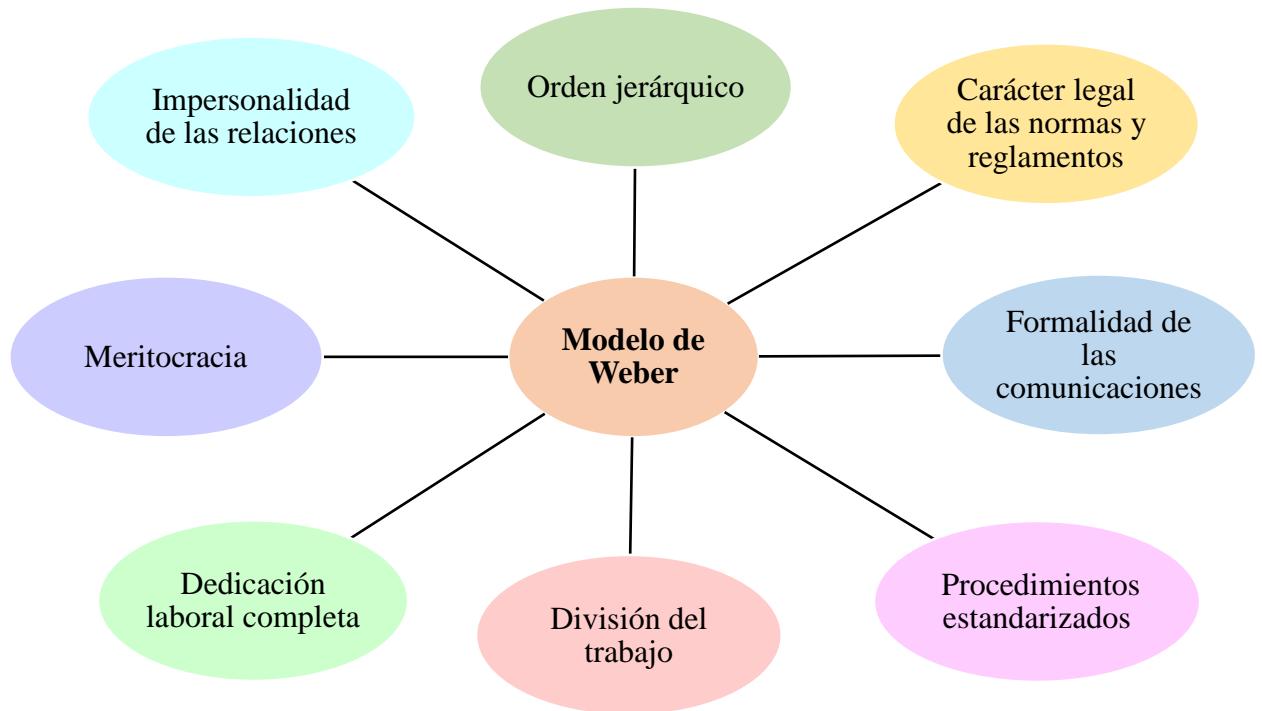 Impersonalidad
de las relaciones
Orden jerárquico
Carácter legal
de las normas y
reglamentos
Meritocracia
Modelo de
Weber
Formalidad de
las
comunicaciones
Dedicación
laboral completa
División del
trabajo
Procedimientos
estandarizados